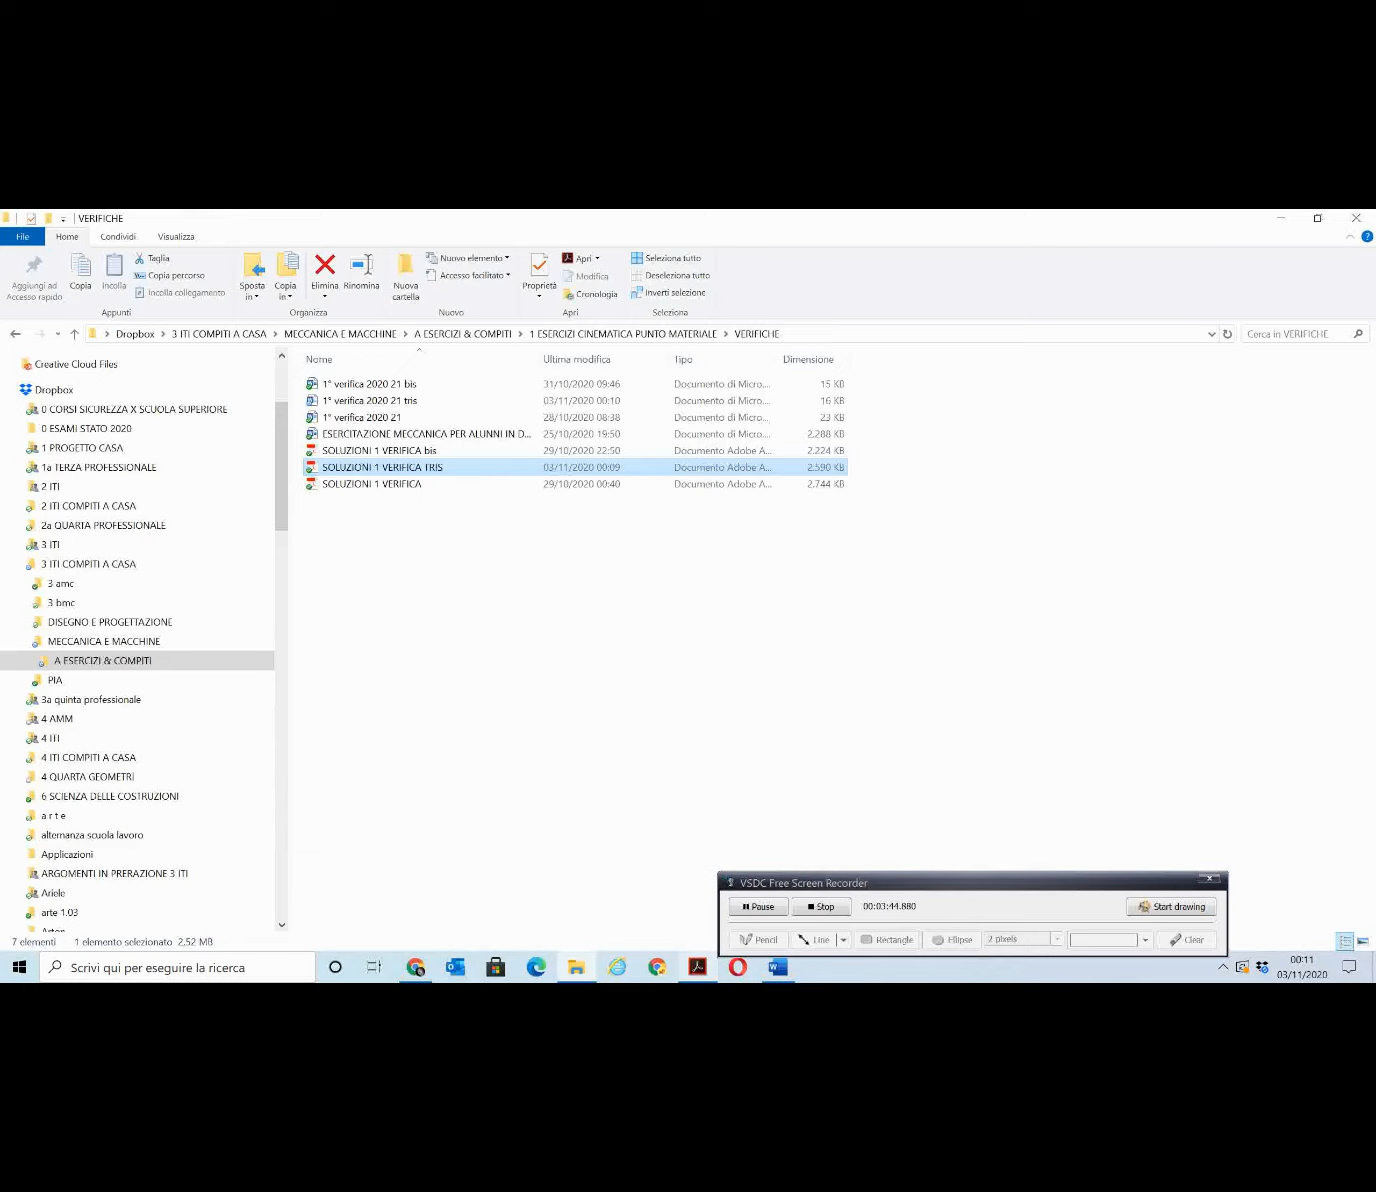 VERIFICHE
File Home Condividi Visualizza
Aggiungi ad Accesso rapido
Copia
Incolla
Taglia
Copia percorso
Incolla collegamento
Appunti
Sposta in
Copia in
Elimina
Rinomina
Organizza
Nuova cartella
Nuovo elemento
Accesso facilitato
Nuovo
Proprietà
Apri
Modifica
Cronologia
Apri
Seleziona tutto
Deseleziona tutto
Inverti selezione
Seleziona
Dropbox > 3 ITI COMPITI A CASA > MECCANICA E MACCHINE > A ESERCIZI & COMPITI > 1 ESERCIZI CINEMATICA PUNTO MATERIALE > VERIFICHE
Cerca in VERIFICHE
Creative Cloud Files
Dropbox
0 CORSI SICUREZZA X SCUOLA SUPERIORE
0 ESAMI STATO 2020
1 PROGETTO CASA
1a TERZA PROFESSIONALE
2 ITI
2 ITI COMPITI A CASA
2a QUARTA PROFESSIONALE
3 ITI
3 ITI COMPITI A CASA
3 amc
3 bmc
DISEGNO E PROGETTAZIONE
MECCANICA E MACCHINE
A ESERCIZI & COMPITI
PIA
3a quinta professionale
4 AMM
4 ITI
4 ITI COMPITI A CASA
4 QUARTA GEOMETRI
6 SCIENZA DELLE COSTRUZIONI
a r t e
alternanza scuola lavoro
Applicazioni
ARGOMENTI IN PRERAZIONE 3 ITI
Ariele
arte 1.03
Nome Ultima modifica Tipo Dimensione
1° verifica 2020 21 bis 31/10/2020 09:46 Documento di Micro... 15 KB
1° verifica 2020 21 tris 03/11/2020 00:10 Documento di Micro... 16 KB
1° verifica 2020 21 28/10/2020 08:38 Documento di Micro... 23 KB
ESERCITAZIONE MECCANICA PER ALUNNI IN D... 25/10/2020 19:50 Documento di Micro... 2.288 KB
SOLUZIONI 1 VERIFICA bis 29/10/2020 22:50 Documento Adobe A... 2.224 KB
SOLUZIONI 1 VERIFICA TRIS 03/11/2020 00:09 Documento Adobe A... 2.590 KB
SOLUZIONI 1 VERIFICA 29/10/2020 00:40 Documento Adobe A... 2.744 KB
VSDC Free Screen Recorder
Pause Stop 00:03:44.880 Start drawing
Pencil Line Rectangle Ellipse 2 pixels Clear
7 elementi 1 elemento selezionato 2,52 MB
Scrivi qui per eseguire la ricerca
00:11
03/11/2020